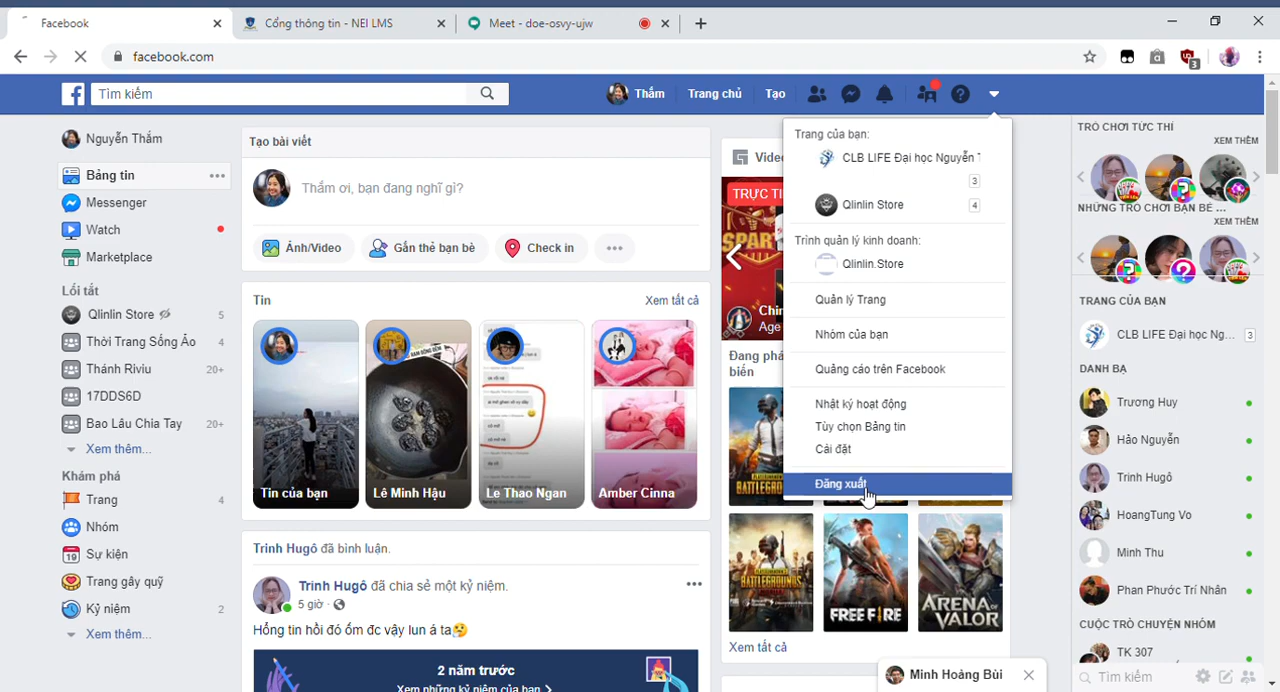 Facebook
Cổng thông tin - NEI LMS
Meet - doe-osvy-ujw
facebook.com
3
Tìm kiếm
Thắm
Trang chủ
Tạo
Nguyễn Thắm
Bảng tin
Messenger
Watch
Marketplace
Lối tắt
Qlinlin Store 5
Thời Trang Sống Ảo 4
Thánh Riviu 20+
17DDS6D
Bao Lâu Chia Tay 20+
Xem thêm...
Khám phá
Trang 4
Nhóm
19 Sự kiện
Trang gây quỹ
Kỷ niệm 2
Xem thêm...
Tạo bài viết
Thắm ơi, bạn đang nghĩ gì?
Ảnh/Video
Gắn thẻ bạn bè
Check in
Tin
Xem tất cả
Tin của bạn
Lê Minh Hậu
Le Thao Ngan
Amber Cinna
Trinh Hugô đã bình luận.
Trinh Hugô đã chia sẻ một kỷ niệm.
5 giờ ·
Hổng tin hồi đó ốm đc vậy lun á ta
2 năm trước
Xem những kỷ niệm của bạn
Vide
TRỰC TI
SPAR
Chir
Age
Đang phá
biến
PLAYERUNKNOWN'S
BATTLEGROUNDS
FREE FIRE
ARENA OF
VALOR
Xem tất cả
Trang của bạn:
CLB LIFE Đại học Nguyễn T
3
Qlinlin Store 4
Trình quản lý kinh doanh:
Qlinlin.Store
Quản lý Trang
Nhóm của bạn
Quảng cáo trên Facebook
Nhật ký hoạt động
Tùy chọn Bảng tin
Cài đặt
Đăng xuất
TRÒ CHƠI TỨC THÌ
XEM THÊM
NHỮNG TRÒ CHƠI BẠN BÈ ...
XEM THÊM
TRANG CỦA BẠN
CLB LIFE Đại học Ng... 3
DANH BẠ
Trương Huy
Hảo Nguyễn
Trinh Hugô
HoangTung Vo
Minh Thu
Phan Phước Trí Nhân
CUỘC TRÒ CHUYỆN NHÓM
TK 307
Tìm kiếm
Minh Hoàng Bùi